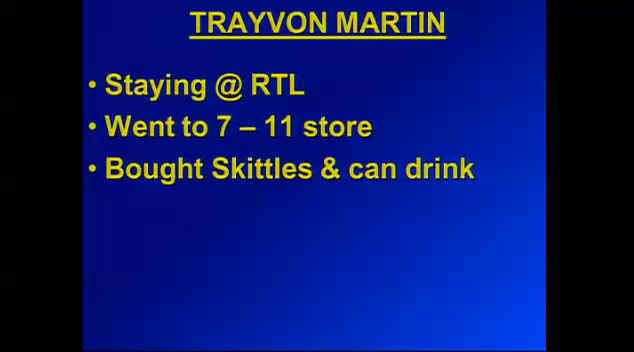 TRAYVON MARTIN
• Staying @ RTL
• Went to 7 – 11 store
• Bought Skittles & can drink